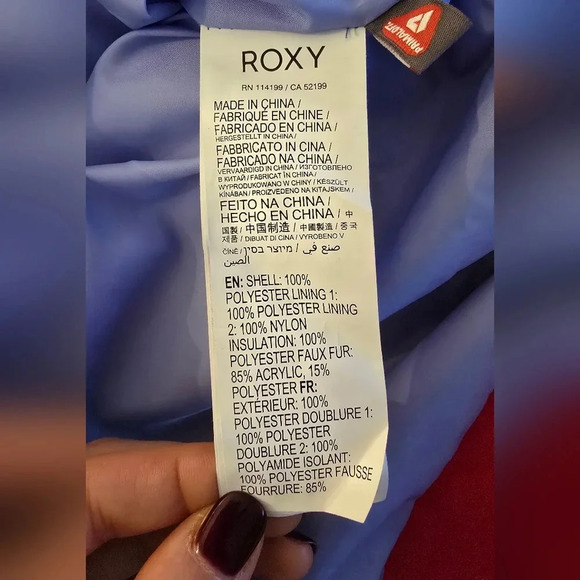 PRIMALOFT
ROXY
RN 114199 / CA 52199
MADE IN CHINA /
FABRIQUÉ EN CHINE /
FABRICADO EN CHINA /
HERGESTELLT IN CHINA /
FABBRICATO IN CINA /
FABRICADO NA CHINA /
VERVAARDIGD IN CHINA / ИЗГОТОВЛЕНО
В КИТАЙ / FABRICAT ÎN CHINA /
WYPRODUKOWANO W CHINY / KÉSZÜLT
KÍNÁBAN / PROIZVEDENO NA KITAJSKEM /
FEITO NA CHINA /
HECHO EN CHINA / 中
国製 / 中国制造 / 中國製造 / 중국
제품 / DIBUAT DI CINA / VYROBENO V
ČÍNĚ / מיוצר בסין / صنع في
الصين
EN: SHELL: 100%
POLYESTER LINING 1:
100% POLYESTER LINING
2: 100% NYLON
INSULATION: 100%
POLYESTER FAUX FUR:
85% ACRYLIC, 15%
POLYESTER FR:
EXTÉRIEUR: 100%
POLYESTER DOUBLURE 1:
100% POLYESTER
DOUBLURE 2: 100%
POLYAMIDE ISOLANT:
100% POLYESTER FAUSSE
FOURRURE: 85%